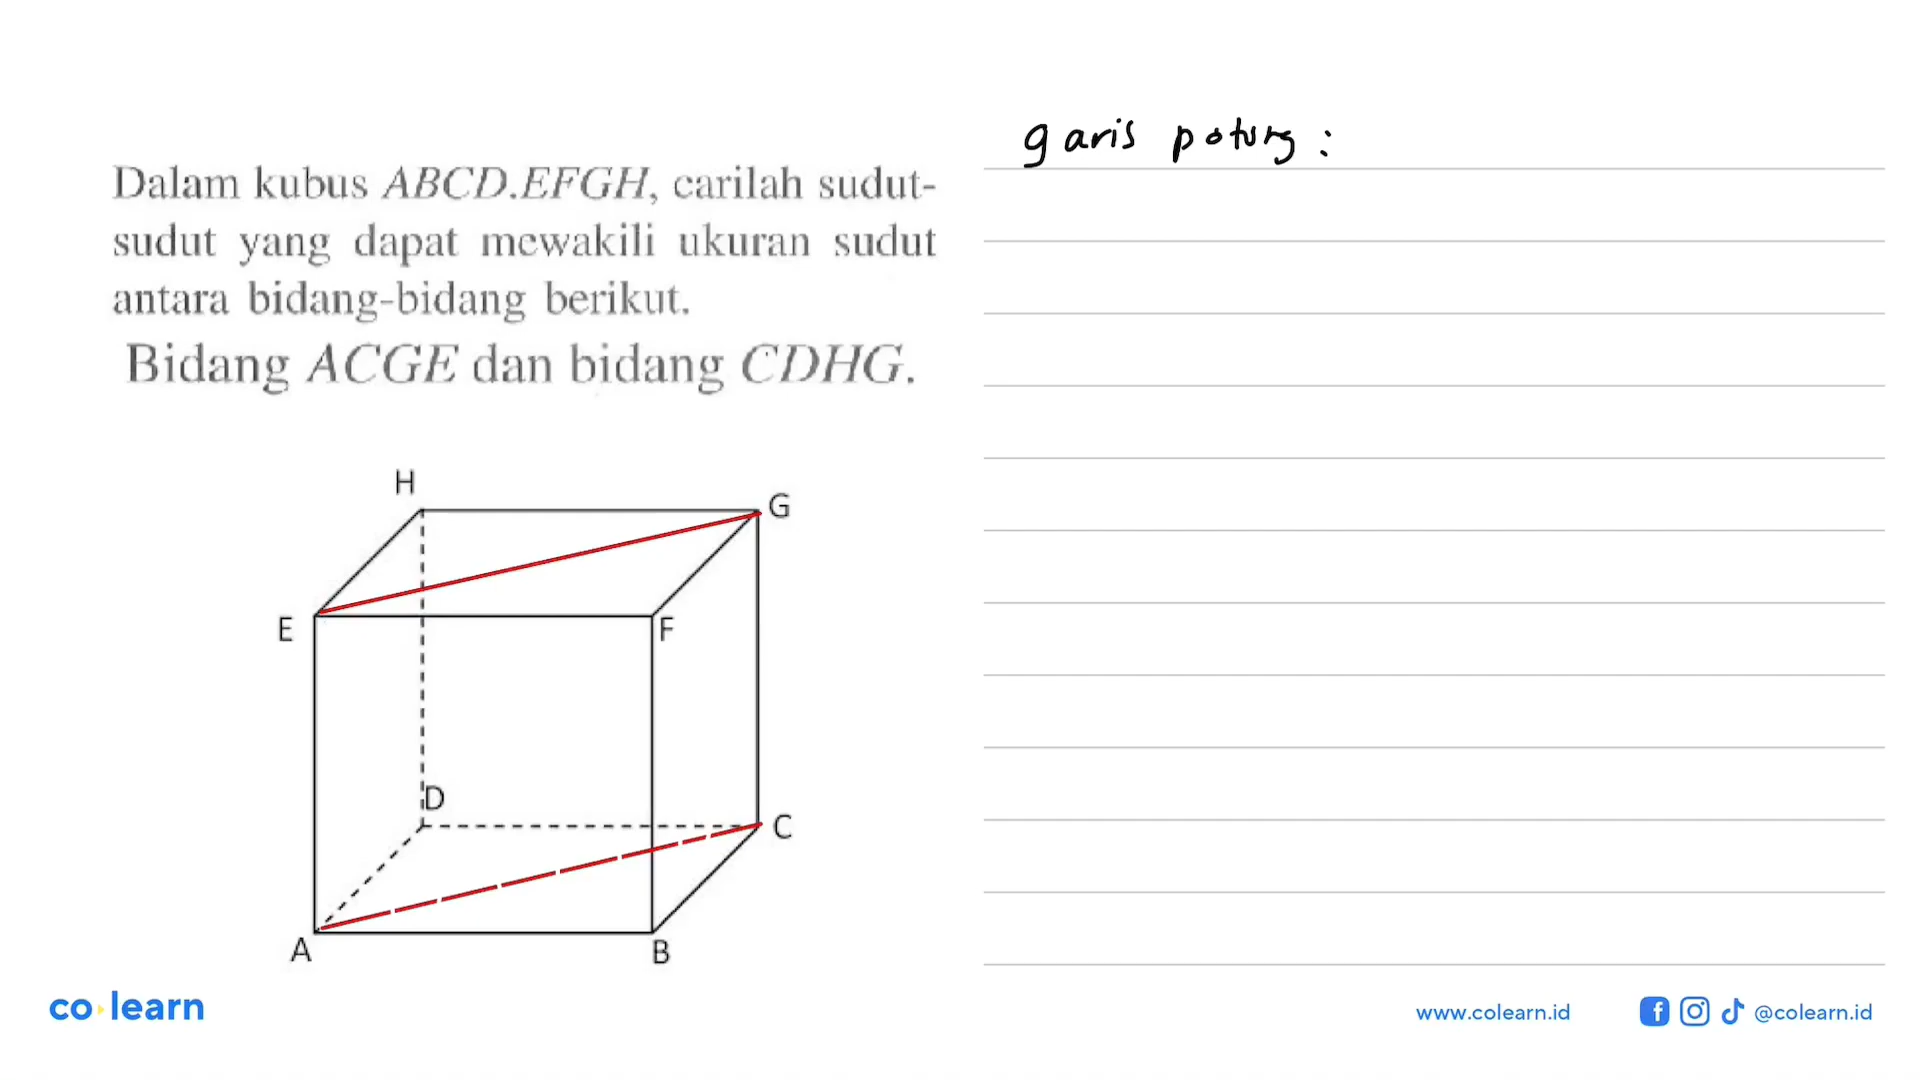 garis potong :
Dalam kubus ABCD.EFGH, carilah sudut-
sudut yang dapat mewakili ukuran sudut
antara bidang-bidang berikut.
Bidang ACGE dan bidang CDHG.
H
G
E
F
D
C
A
B
co learn
www.colearn.id
@colearn.id